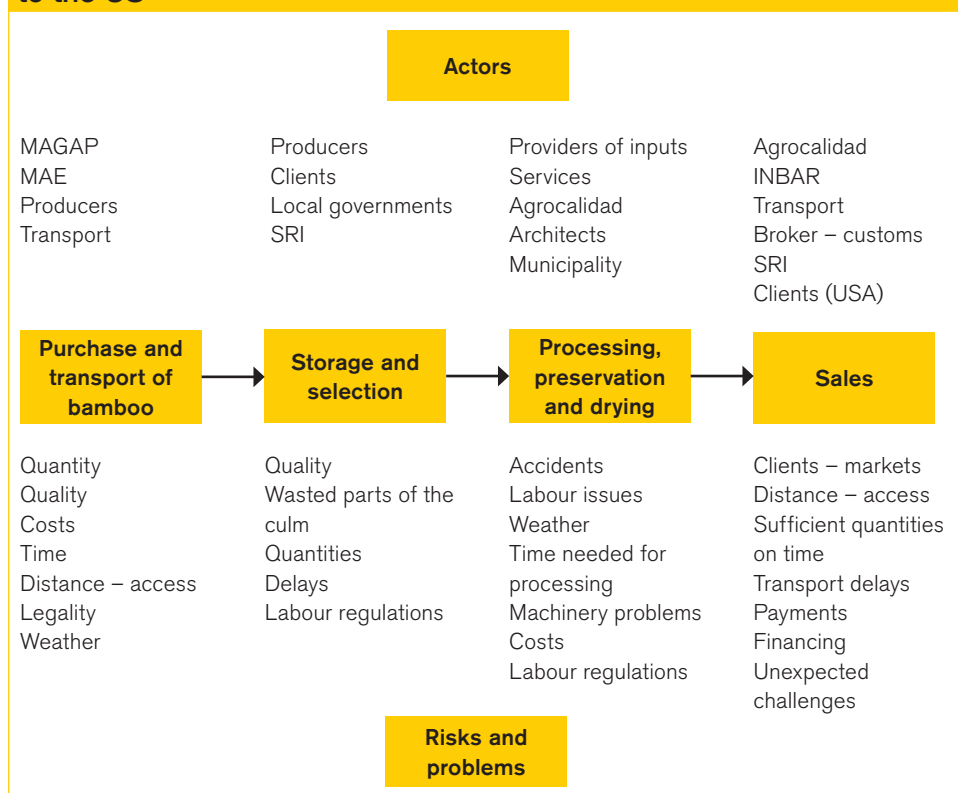 to the US
Actors
MAGAP
MAE
Producers
Transport
Producers
Clients
Local governments
SRI
Providers of inputs
Services
Agrocalidad
Architects
Municipality
Agrocalidad
INBAR
Transport
Broker – customs
SRI
Clients (USA)
Purchase and
transport of
bamboo
Storage and
selection
Processing,
preservation
and drying
Sales
Quantity
Quality
Costs
Time
Distance – access
Legality
Weather
Quality
Wasted parts of the
culm
Quantities
Delays
Labour regulations
Accidents
Labour issues
Weather
Time needed for
processing
Machinery problems
Costs
Labour regulations
Clients – markets
Distance – access
Sufficient quantities
on time
Transport delays
Payments
Financing
Unexpected
challenges
Risks and
problems